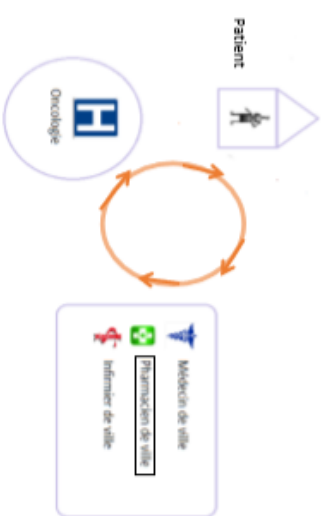 Patient
H
Oncologie
Médecin de ville
Pharmacien de ville
Infirmier de ville